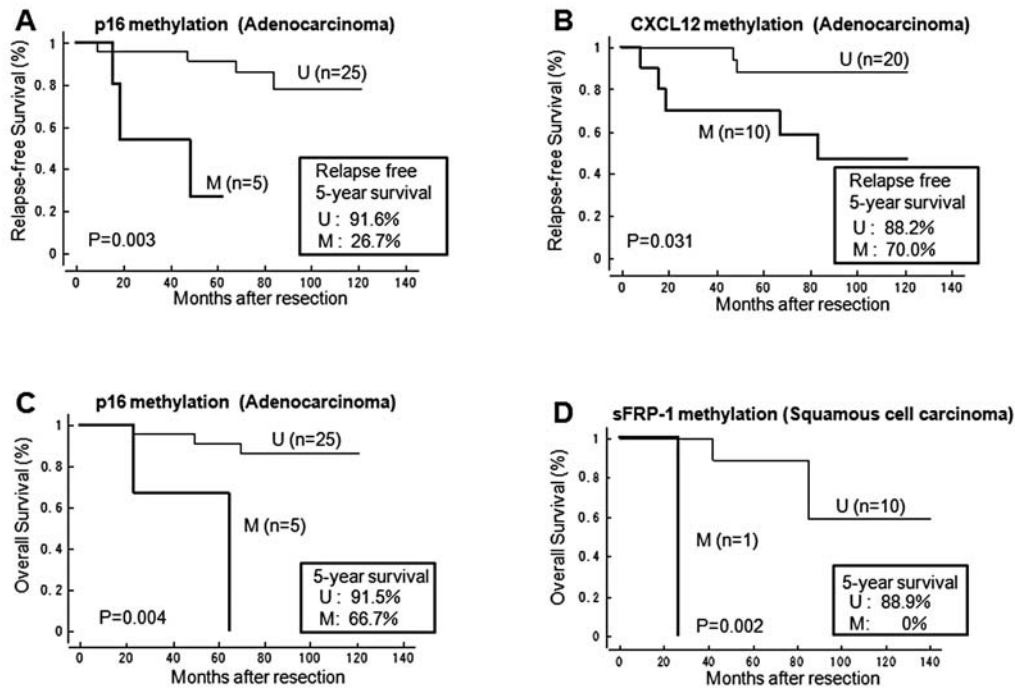 A
p16 methylation (Adenocarcinoma)
Relapse-free Survival (%)
1
0.8
0.6
0.4
0.2
0
U (n=25)
M (n=5)
P=0.003
Relapse free
5-year survival
U : 91.6%
M : 26.7%
0 20 40 60 80 100 120 140
Months after resection
B
CXCL12 methylation (Adenocarcinoma)
Relapse-free Survival (%)
1
0.8
0.6
0.4
0.2
0
U (n=20)
M (n=10)
P=0.031
Relapse free
5-year survival
U : 88.2%
M : 70.0%
0 20 40 60 80 100 120 140
Months after resection
C
p16 methylation (Adenocarcinoma)
Overall Survival (%)
1
0.8
0.6
0.4
0.2
0
U (n=25)
M (n=5)
P=0.004
5-year survival
U : 91.5%
M: 66.7%
0 20 40 60 80 100 120 140
Months after resection
D
sFRP-1 methylation (Squamous cell carcinoma)
Overall Survival (%)
1
0.8
0.6
0.4
0.2
0
U (n=10)
M (n=1)
P=0.002
5-year survival
U : 88.9%
M: 0%
0 20 40 60 80 100 120 140
Months after resection